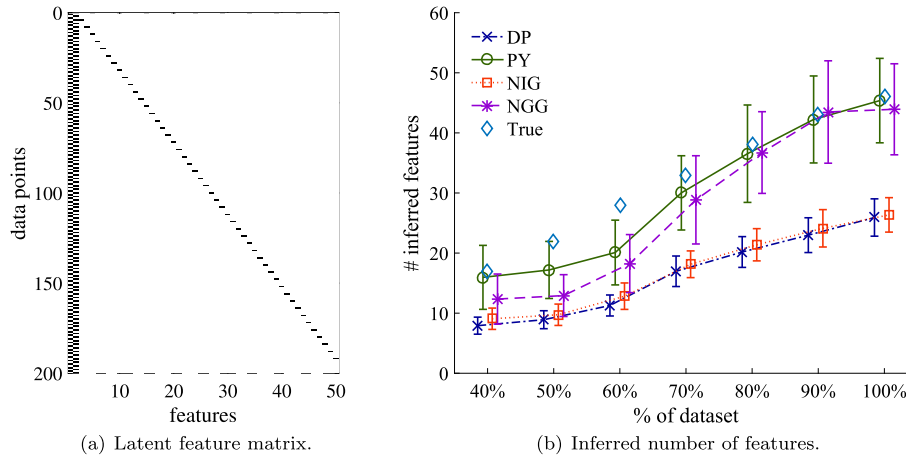 0
50
100
150
200
data points
10
20
30
40
50
features
(a) Latent feature matrix.
60
50
40
30
20
10
0
# inferred features
DP
PY
NIG
NGG
True
40%
50%
60%
70%
80%
90%
100%
% of dataset
(b) Inferred number of features.